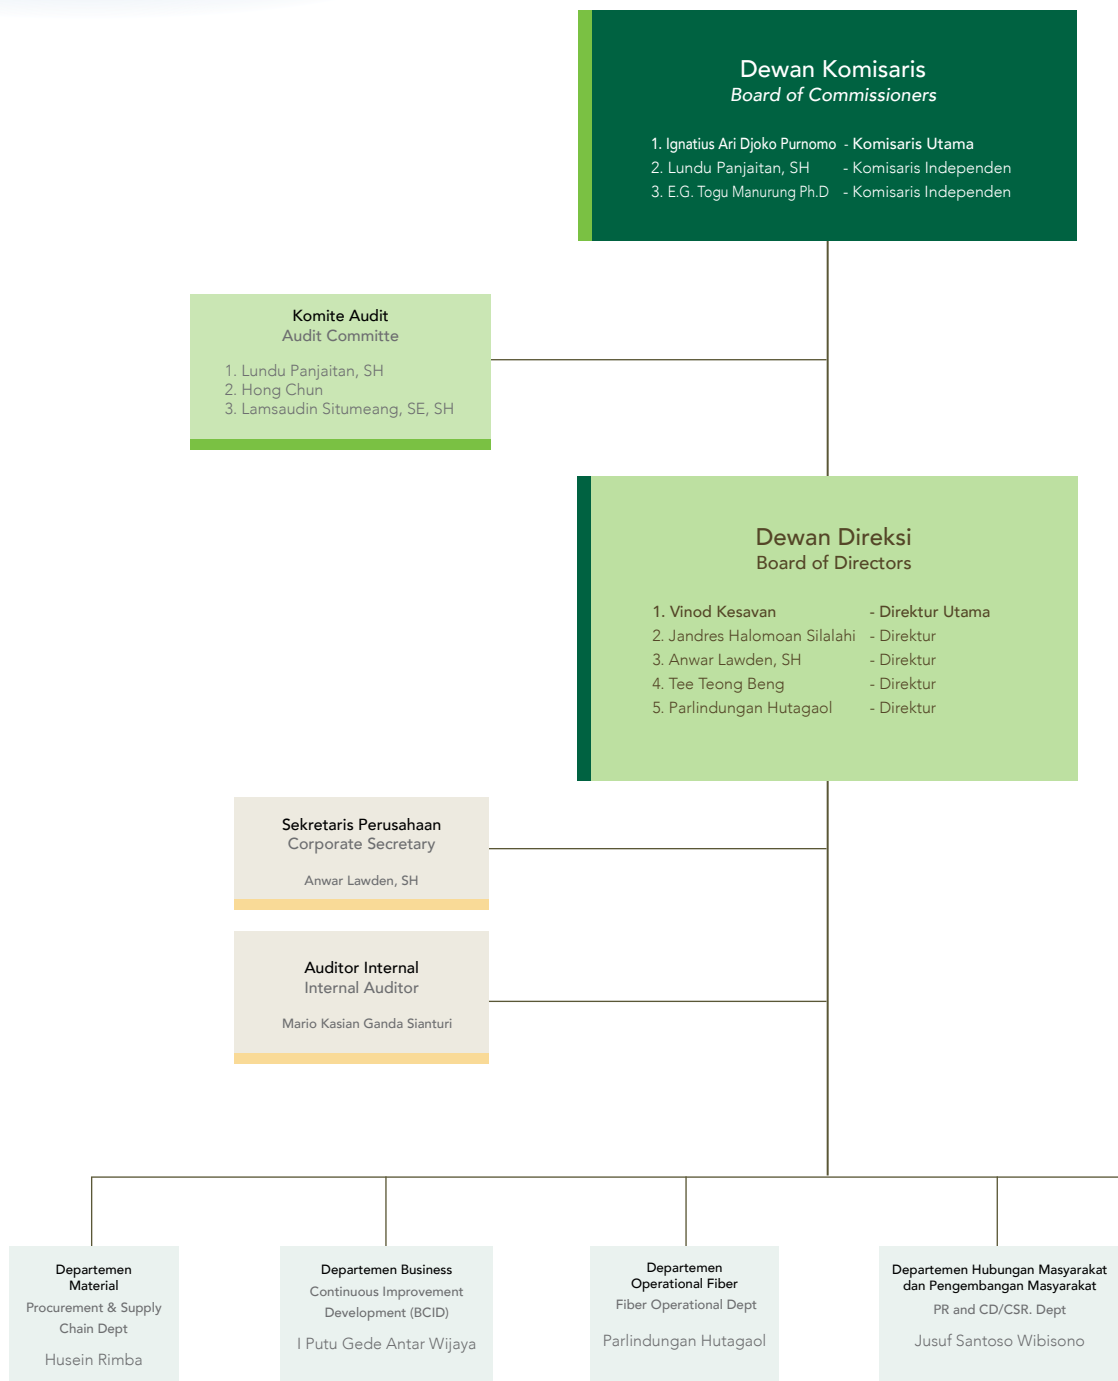 Dewan Komisaris
Board of Commissioners
1. Ignatius Ari Djoko Purnomo - Komisaris Utama
2. Lundu Panjaitan, SH - Komisaris Independen
3. E.G. Togu Manurung Ph.D - Komisaris Independen
Komite Audit
Audit Committe
1. Lundu Panjaitan, SH
2. Hong Chun
3. Lamsaudin Situmeang, SE, SH
Dewan Direksi
Board of Directors
1. Vinod Kesavan - Direktur Utama
2. Jandres Halomoan Silalahi - Direktur
3. Anwar Lawden, SH - Direktur
4. Tee Teong Beng - Direktur
5. Parlindungan Hutagaol - Direktur
Sekretaris Perusahaan
Corporate Secretary
Anwar Lawden, SH
Auditor Internal
Internal Auditor
Mario Kasian Ganda Sianturi
Departemen
Material
Procurement & Supply
Chain Dept
Husein Rimba
Departemen Business
Continuous Improvement
Development (BCID)
I Putu Gede Antar Wijaya
Departemen
Operational Fiber
Fiber Operational Dept
Parlindungan Hutagaol
Departemen Hubungan Masyarakat
dan Pengembangan Masyarakat
PR and CD/CSR. Dept
Jusuf Santoso Wibisono